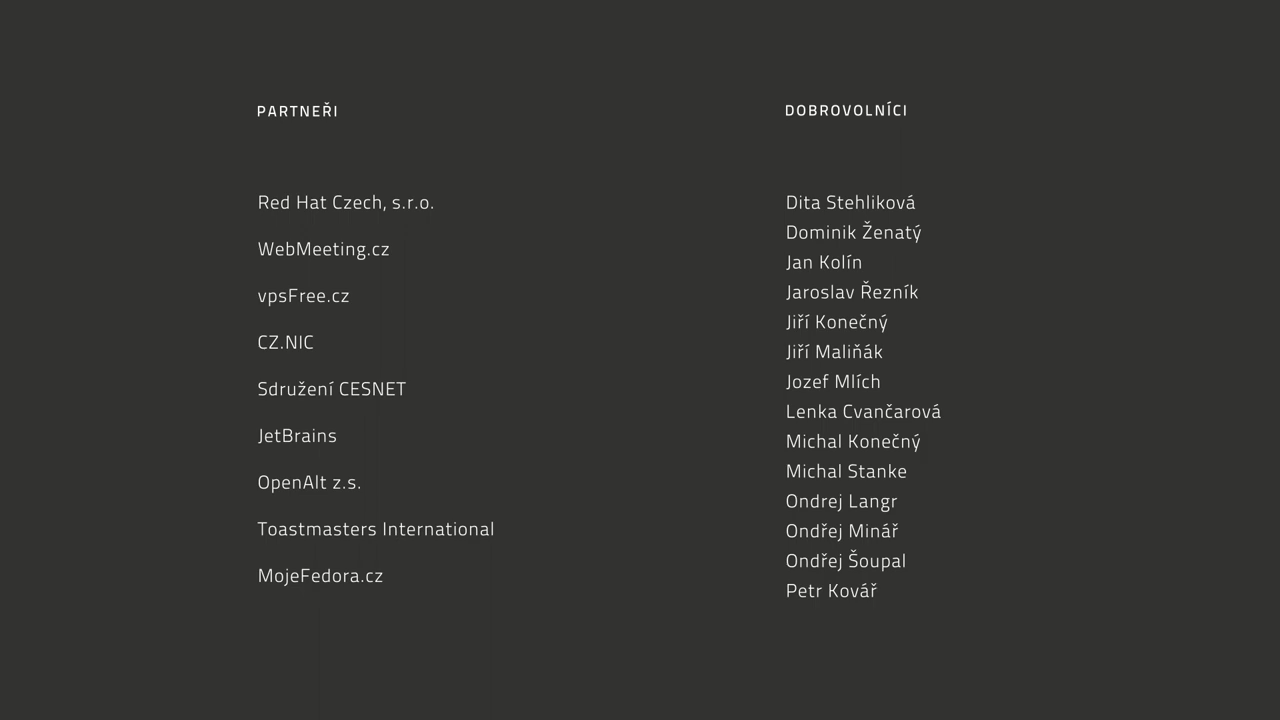 PARTNEŘI
Red Hat Czech, s.r.o.
WebMeeting.cz
vpsFree.cz
CZ.NIC
Sdružení CESNET
JetBrains
OpenAlt z.s.
Toastmasters International
MojeFedora.cz
DOBROVOLNÍCI
Dita Stehliková
Dominik Ženatý
Jan Kolín
Jaroslav Řezník
Jiří Konečný
Jiří Maliňák
Jozef Mlích
Lenka Cvančarová
Michal Konečný
Michal Stanke
Ondrej Langr
Ondřej Minář
Ondřej Šoupal
Petr Kovář